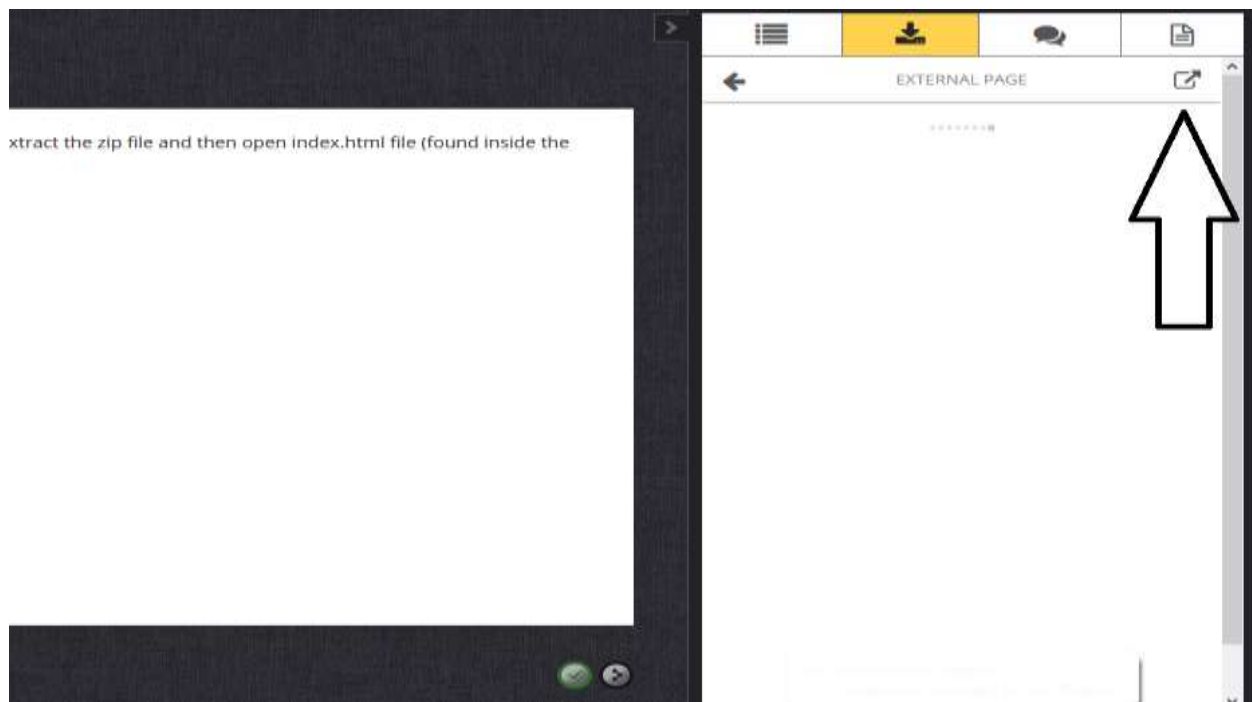 xtract the zip file and then open index.html file (found inside the
EXTERNAL PAGE